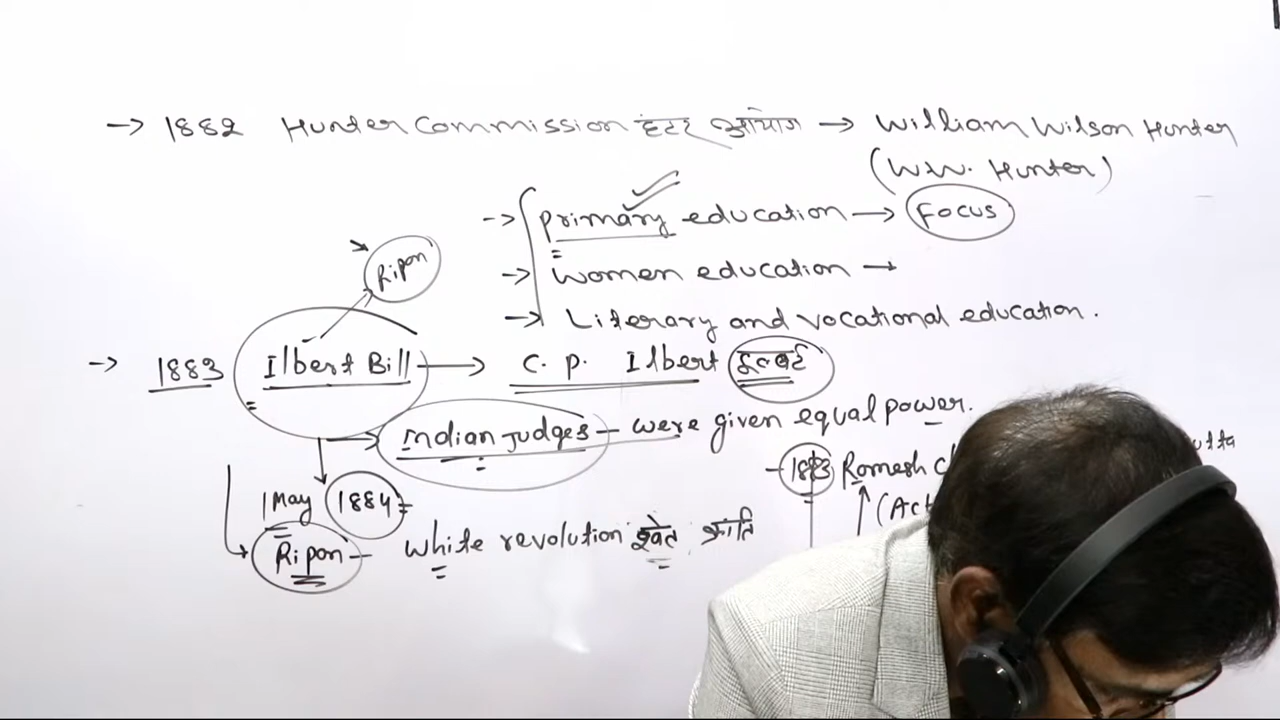 → 1882 Hunter Commission हंटर आयोग → William Wilson Hunter
(W.W. Hunter)
→ Primary education → Focus
→ Women education →
→ Literary and vocational education.
Ripon
→ 1883 Ilbert Bill → C. P. Ilbert इल्बर्ट
Indian Judges – were given equal power.
– 1883 Romesh
1 May 1884 (Act
Ripon – white revolution श्वेत क्रांति